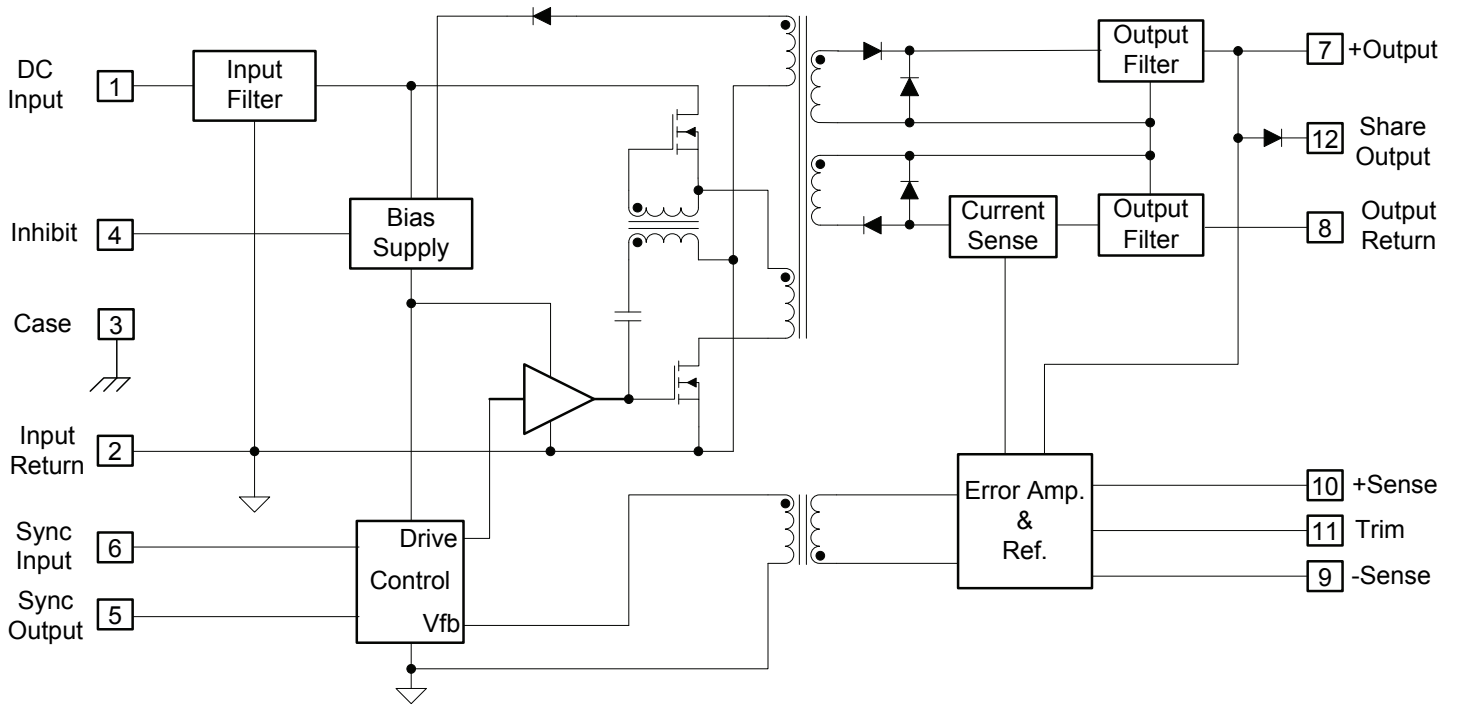 DC
Input
1
Input
Filter
Output
Filter
7 +Output
12
Share
Output
Inhibit
4
Bias
Supply
Current
Sense
Output
Filter
8
Output
Return
Case
3
Input
Return
2
Error Amp.
&
Ref.
10 +Sense
11 Trim
9 -Sense
Sync
Input
6
Drive
Control
Vfb
Sync
Output
5